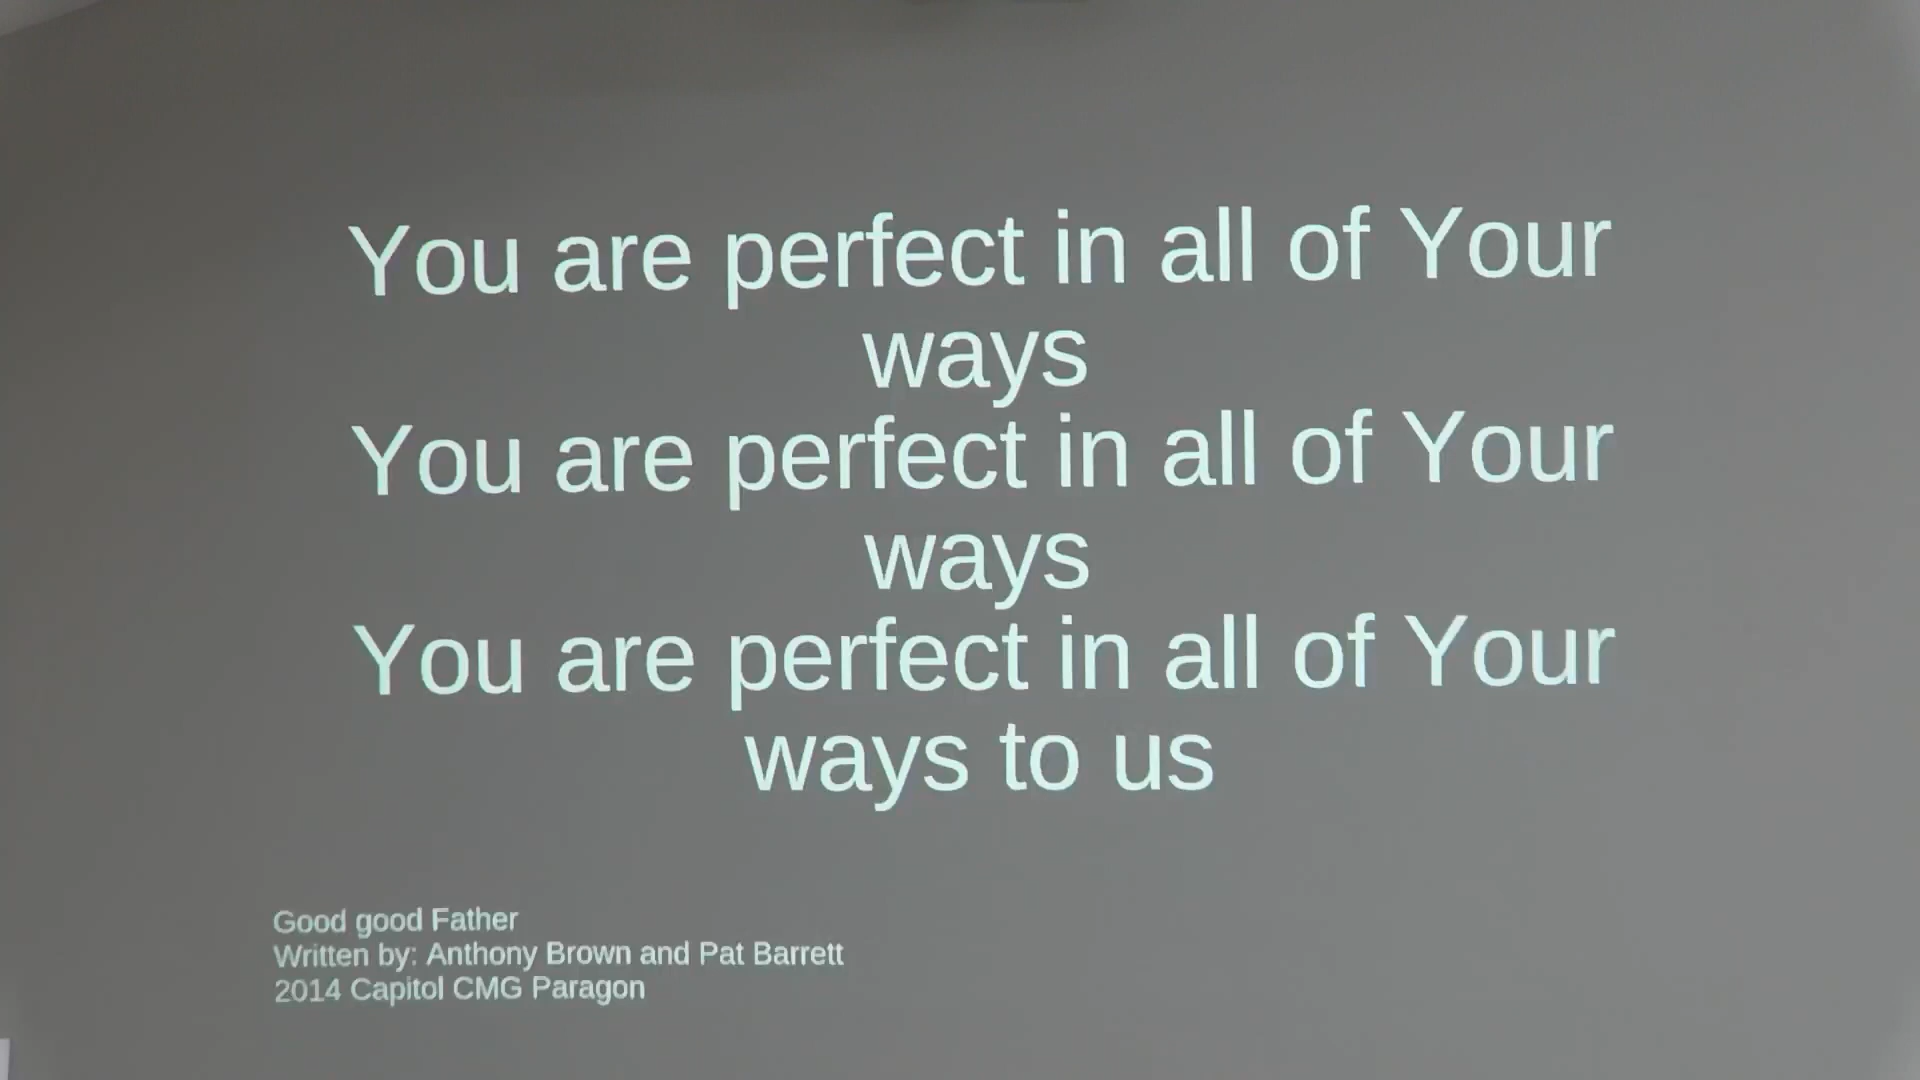 You are perfect in all of Your
ways
You are perfect in all of Your
ways
You are perfect in all of Your
ways to us
Good good Father
Written by: Anthony Brown and Pat Barrett
2014 Capitol CMG Paragon